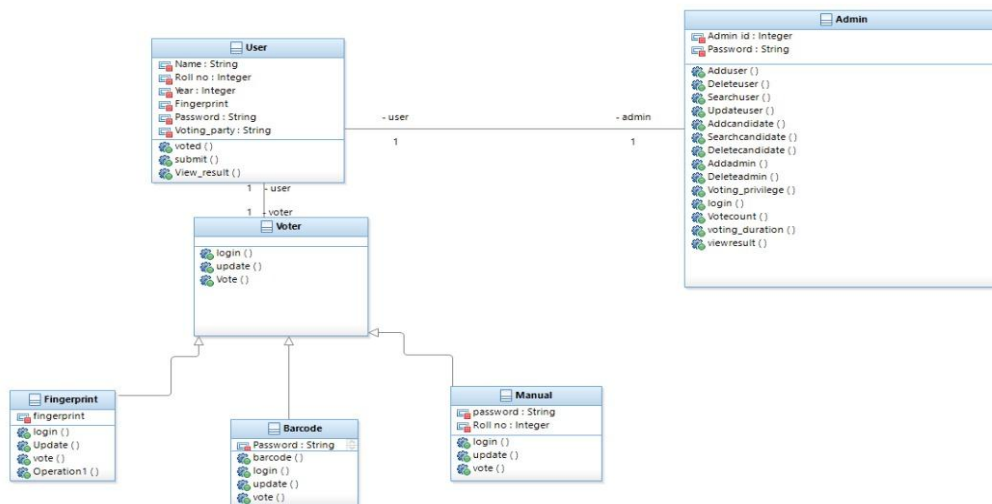 User
Name : String
Roll no : Integer
Year : Integer
Fingerprint
Password : String
Voting_party : String
voted ()
submit ()
View_result ()
Admin
Admin id : Integer
Password : String
Adduser ()
Deleteuser ()
Searchuser ()
Updateuser ()
Addcandidate ()
Searchcandidate ()
Deletecandidate ()
Addadmin ()
Deleteadmin ()
Voting_privilege ()
login ()
Votecount ()
voting_duration ()
viewresult ()
- user
1
- admin
1
1 - user
1 - voter
Voter
login ()
update ()
Vote ()
Fingerprint
fingerprint
login ()
Update ()
vote ()
Operation1 ()
Barcode
Password : String
barcode ()
login ()
update ()
vote ()
Manual
password : String
Roll no : Integer
login ()
update ()
vote ()